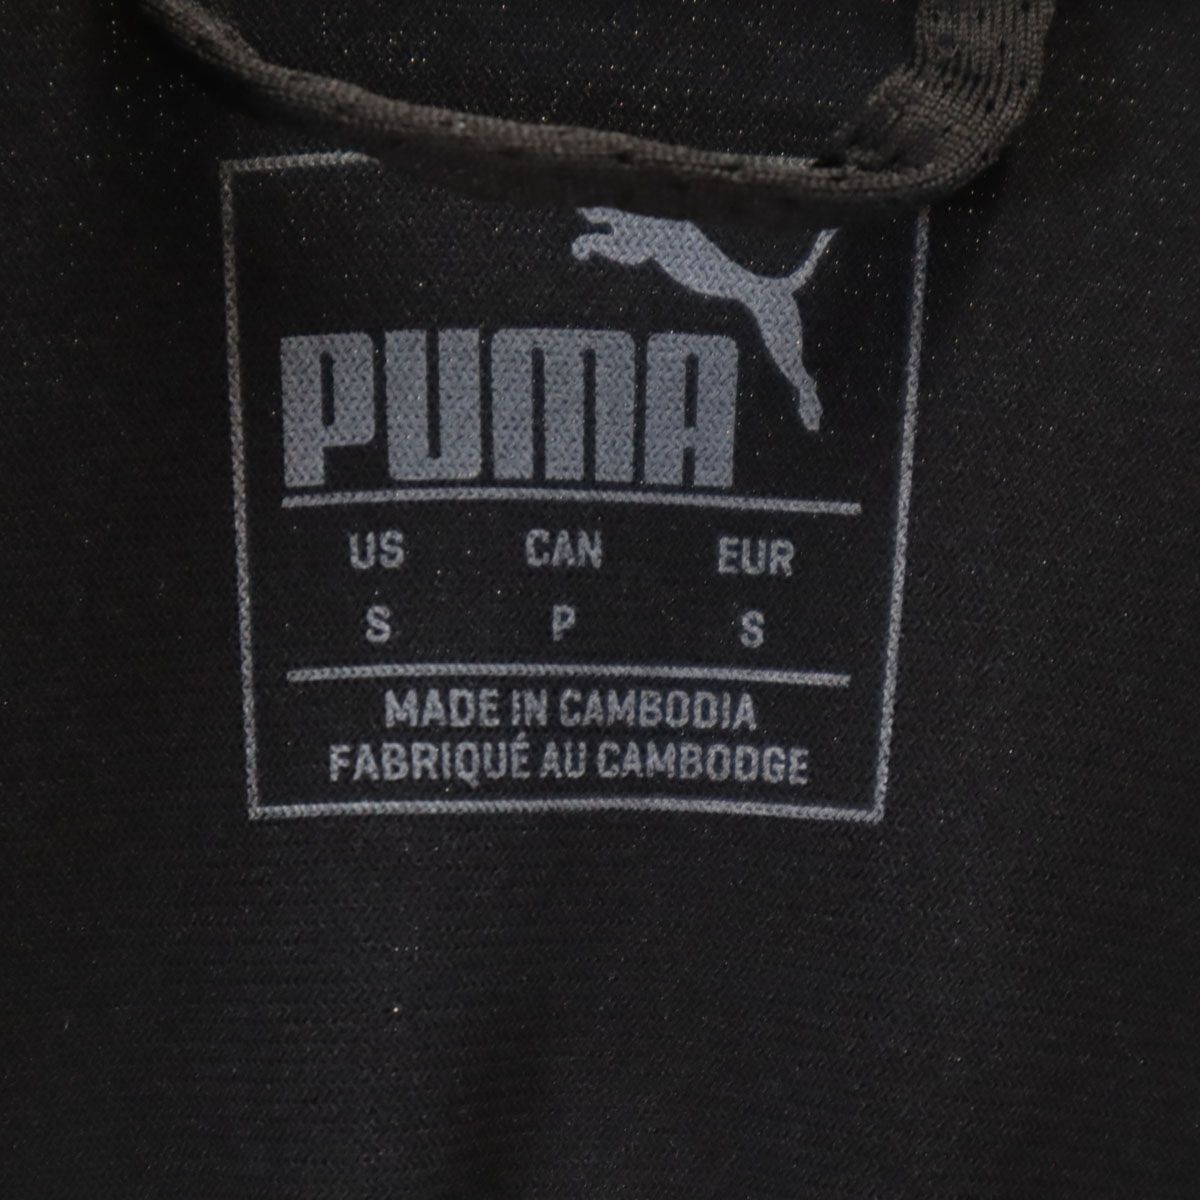 PUMA
US CAN EUR
S P S
MADE IN CAMBODIA
FABRIQUÉ AU CAMBODGE